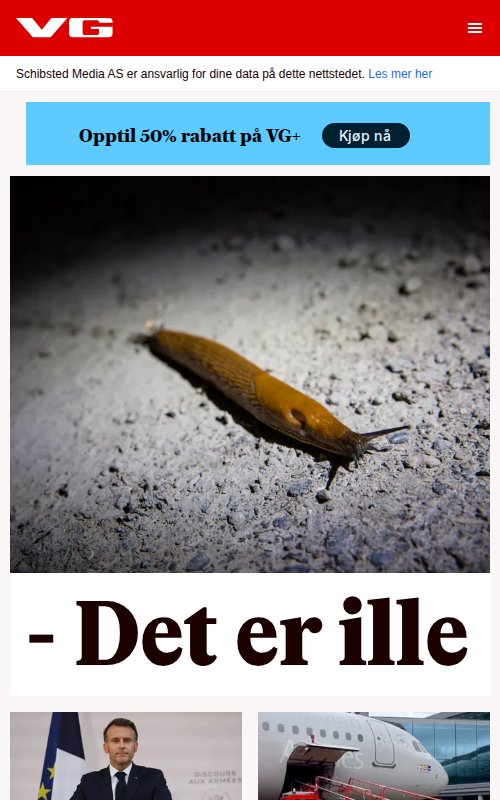 VG
Schibsted Media AS er ansvarlig for dine data på dette nettstedet. Les mer her
Opptil 50% rabatt på VG+
Kjøp nå
- Det er ille
DISCOURS
AUX ARMÉES